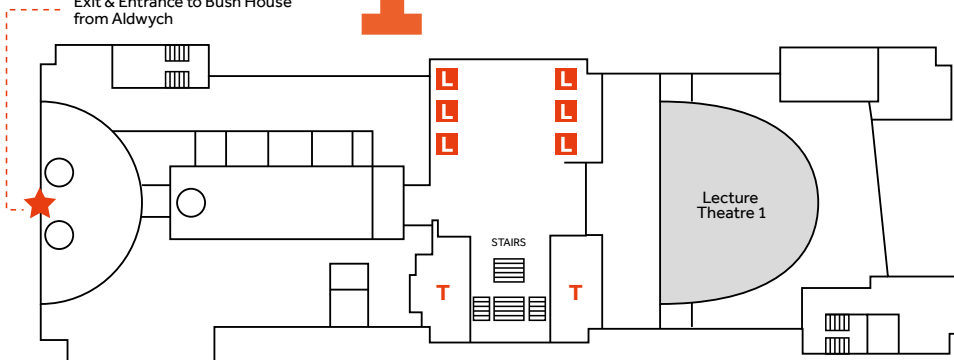 Exit & Entrance to Bush House
from Aldwych
L L
L L
L L
Lecture
Theatre 1
STAIRS
T T